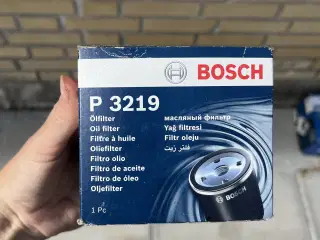 BOSCH
P 3219
Ölfilter
Oil filter
Filtre à huile
Oliefilter
Filtro olio
Filtro de aceite
Filtro de óleo
Oljefilter
1 Pc
масляный фильтр
Yağ filtresi
Filtr oleju
فلتر زيت